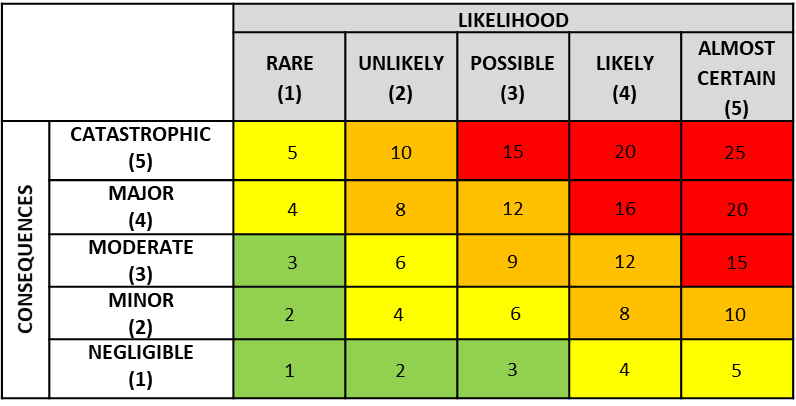 LIKELIHOOD
RARE
(1)
UNLIKELY
(2)
POSSIBLE
(3)
LIKELY
(4)
ALMOST
CERTAIN
(5)
CONSEQUENCES
CATASTROPHIC
(5)
5 10 15 20 25
MAJOR
(4)
4 8 12 16 20
MODERATE
(3)
3 6 9 12 15
MINOR
(2)
2 4 6 8 10
NEGLIGIBLE
(1)
1 2 3 4 5